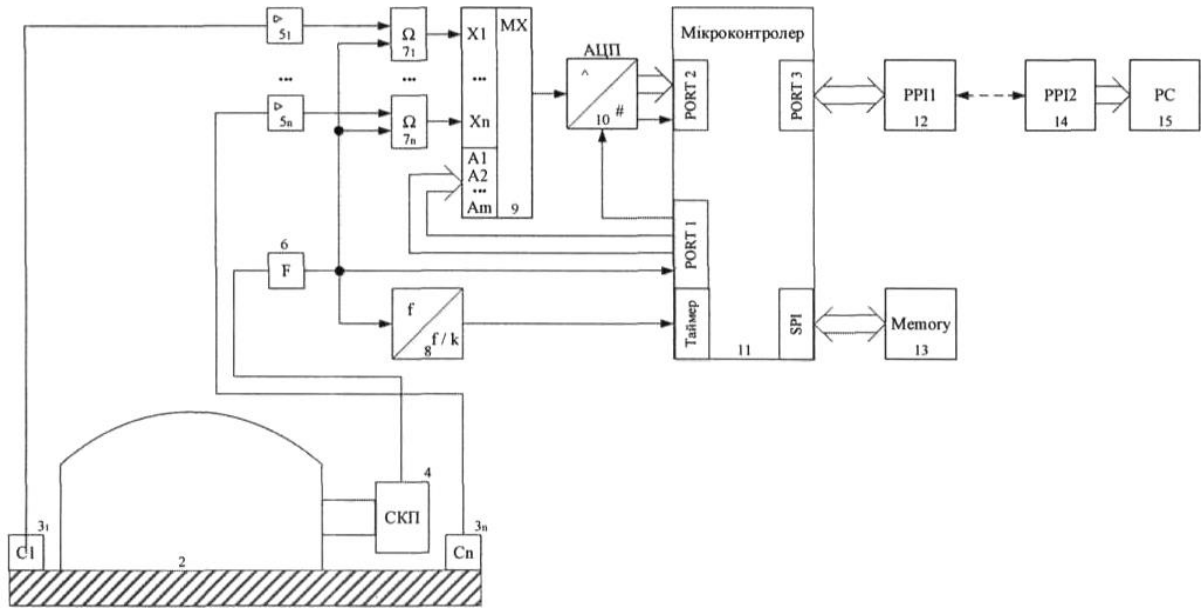 ▷
5₁
...
▷
5n
Ω
7₁
...
Ω
7n
X1
...
Xn
A1
A2
...
Am
MX
9
АЦП
^
#
10
Мікроконтролер
PORT 2
PORT 3
PORT 1
Таймер
SPI
11
PPI1
12
PPI2
14
PC
15
Memory
13
6
F
f
f / k
8
4
СКП
3₁
C1
2
3n
Cn